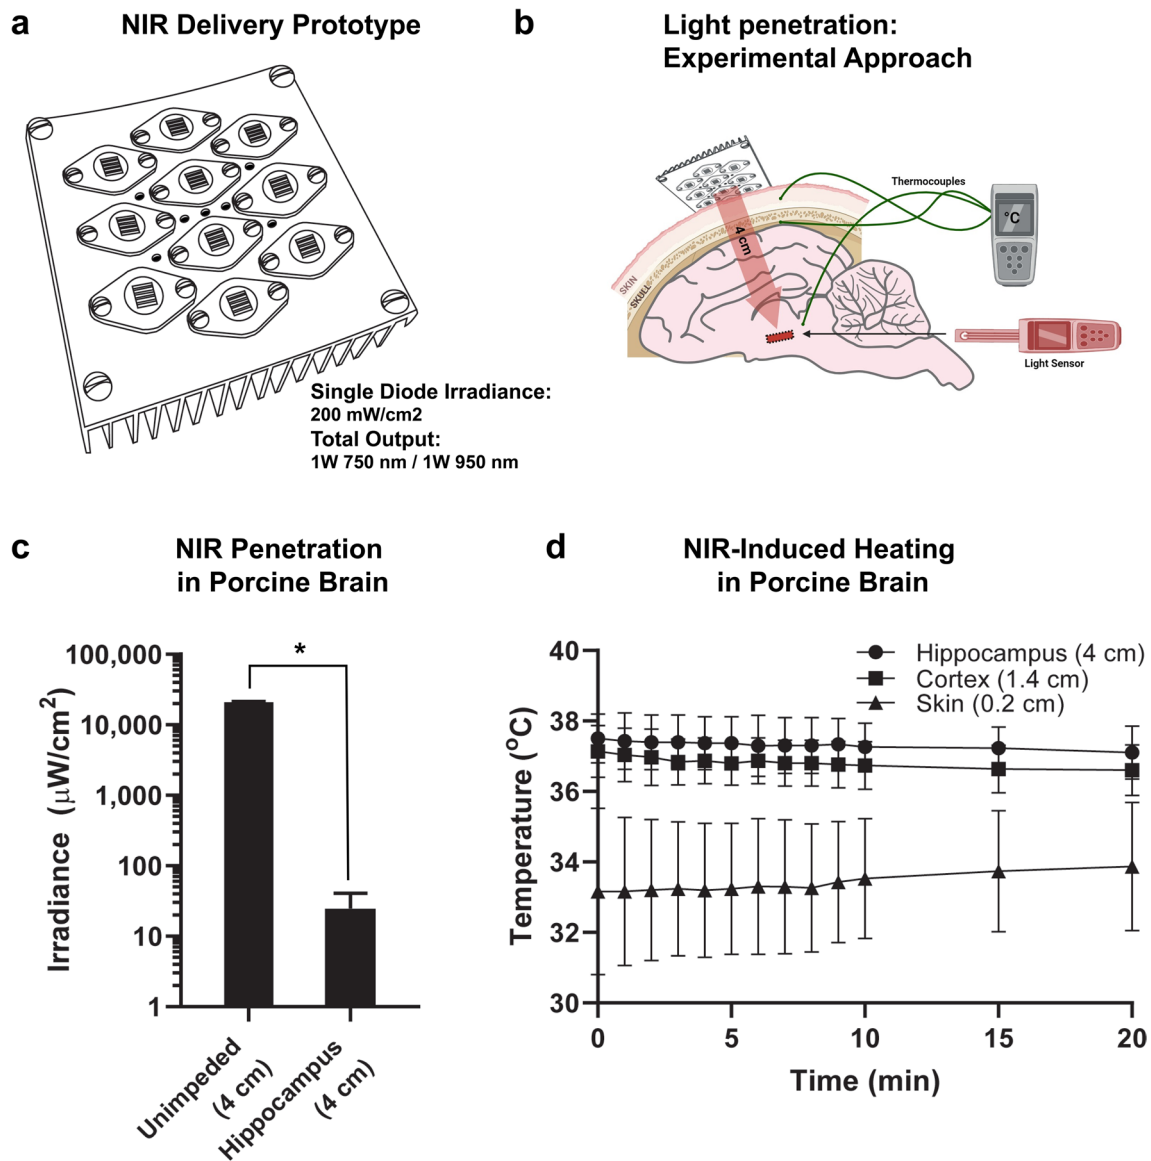 a
NIR Delivery Prototype
Single Diode Irradiance:
200 mW/cm2
Total Output:
1W 750 nm / 1W 950 nm
b
Light penetration:
Experimental Approach
Thermocouples
°C
4 cm
SKIN
SKULL
Light Sensor
c
NIR Penetration
in Porcine Brain
*
Irradiance (µW/cm²)
100,000
10,000
1,000
100
10
1
Unimpeded
(4 cm)
Hippocampus
(4 cm)
d
NIR-Induced Heating
in Porcine Brain
Hippocampus (4 cm)
Cortex (1.4 cm)
Skin (0.2 cm)
Temperature (°C)
40
38
36
34
32
30
0 5 10 15 20
Time (min)